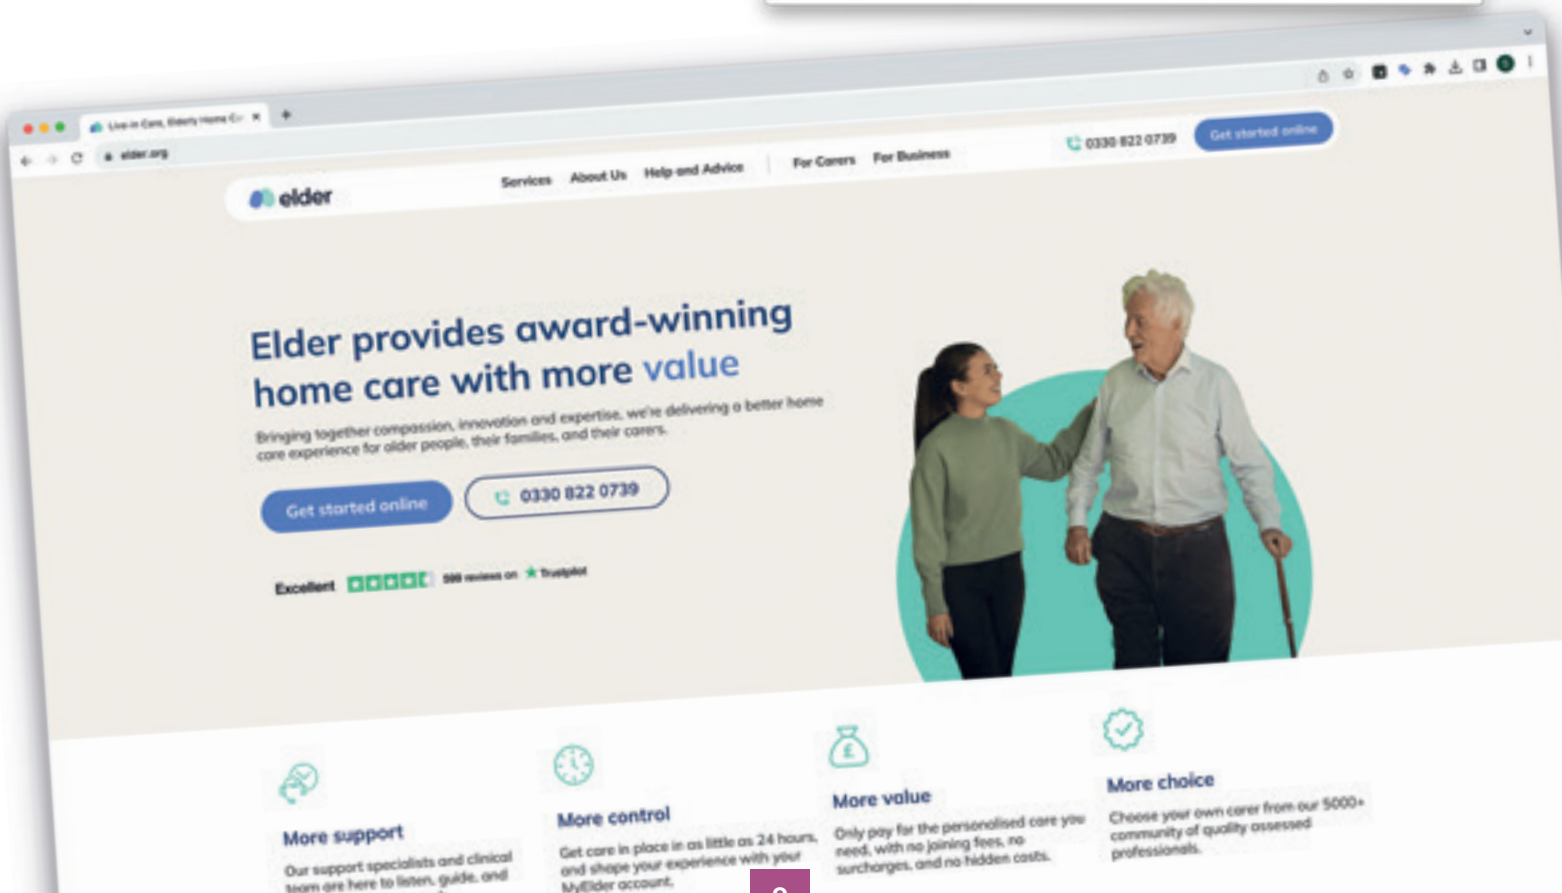 Live-in Care, Elderly Home C
elder.org
elder
Services About Us Help and Advice For Carers For Business
0330 822 0739 Get started online
Elder provides award-winning
home care with more value
Bringing together compassion, innovation and expertise, we're delivering a better home
care experience for older people, their families, and their carers.
Get started online 0330 822 0739
Excellent 599 reviews on Trustpilot
More support
Our support specialists and clinical
team are here to listen, guide, and
More control
Get care in place in as little as 24 hours,
and shape your experience with your
MyElder account.
More value
Only pay for the personalised care you
need, with no joining fees, no
surcharges, and no hidden costs.
More choice
Choose your own carer from our 5000+
community of quality assessed
professionals.